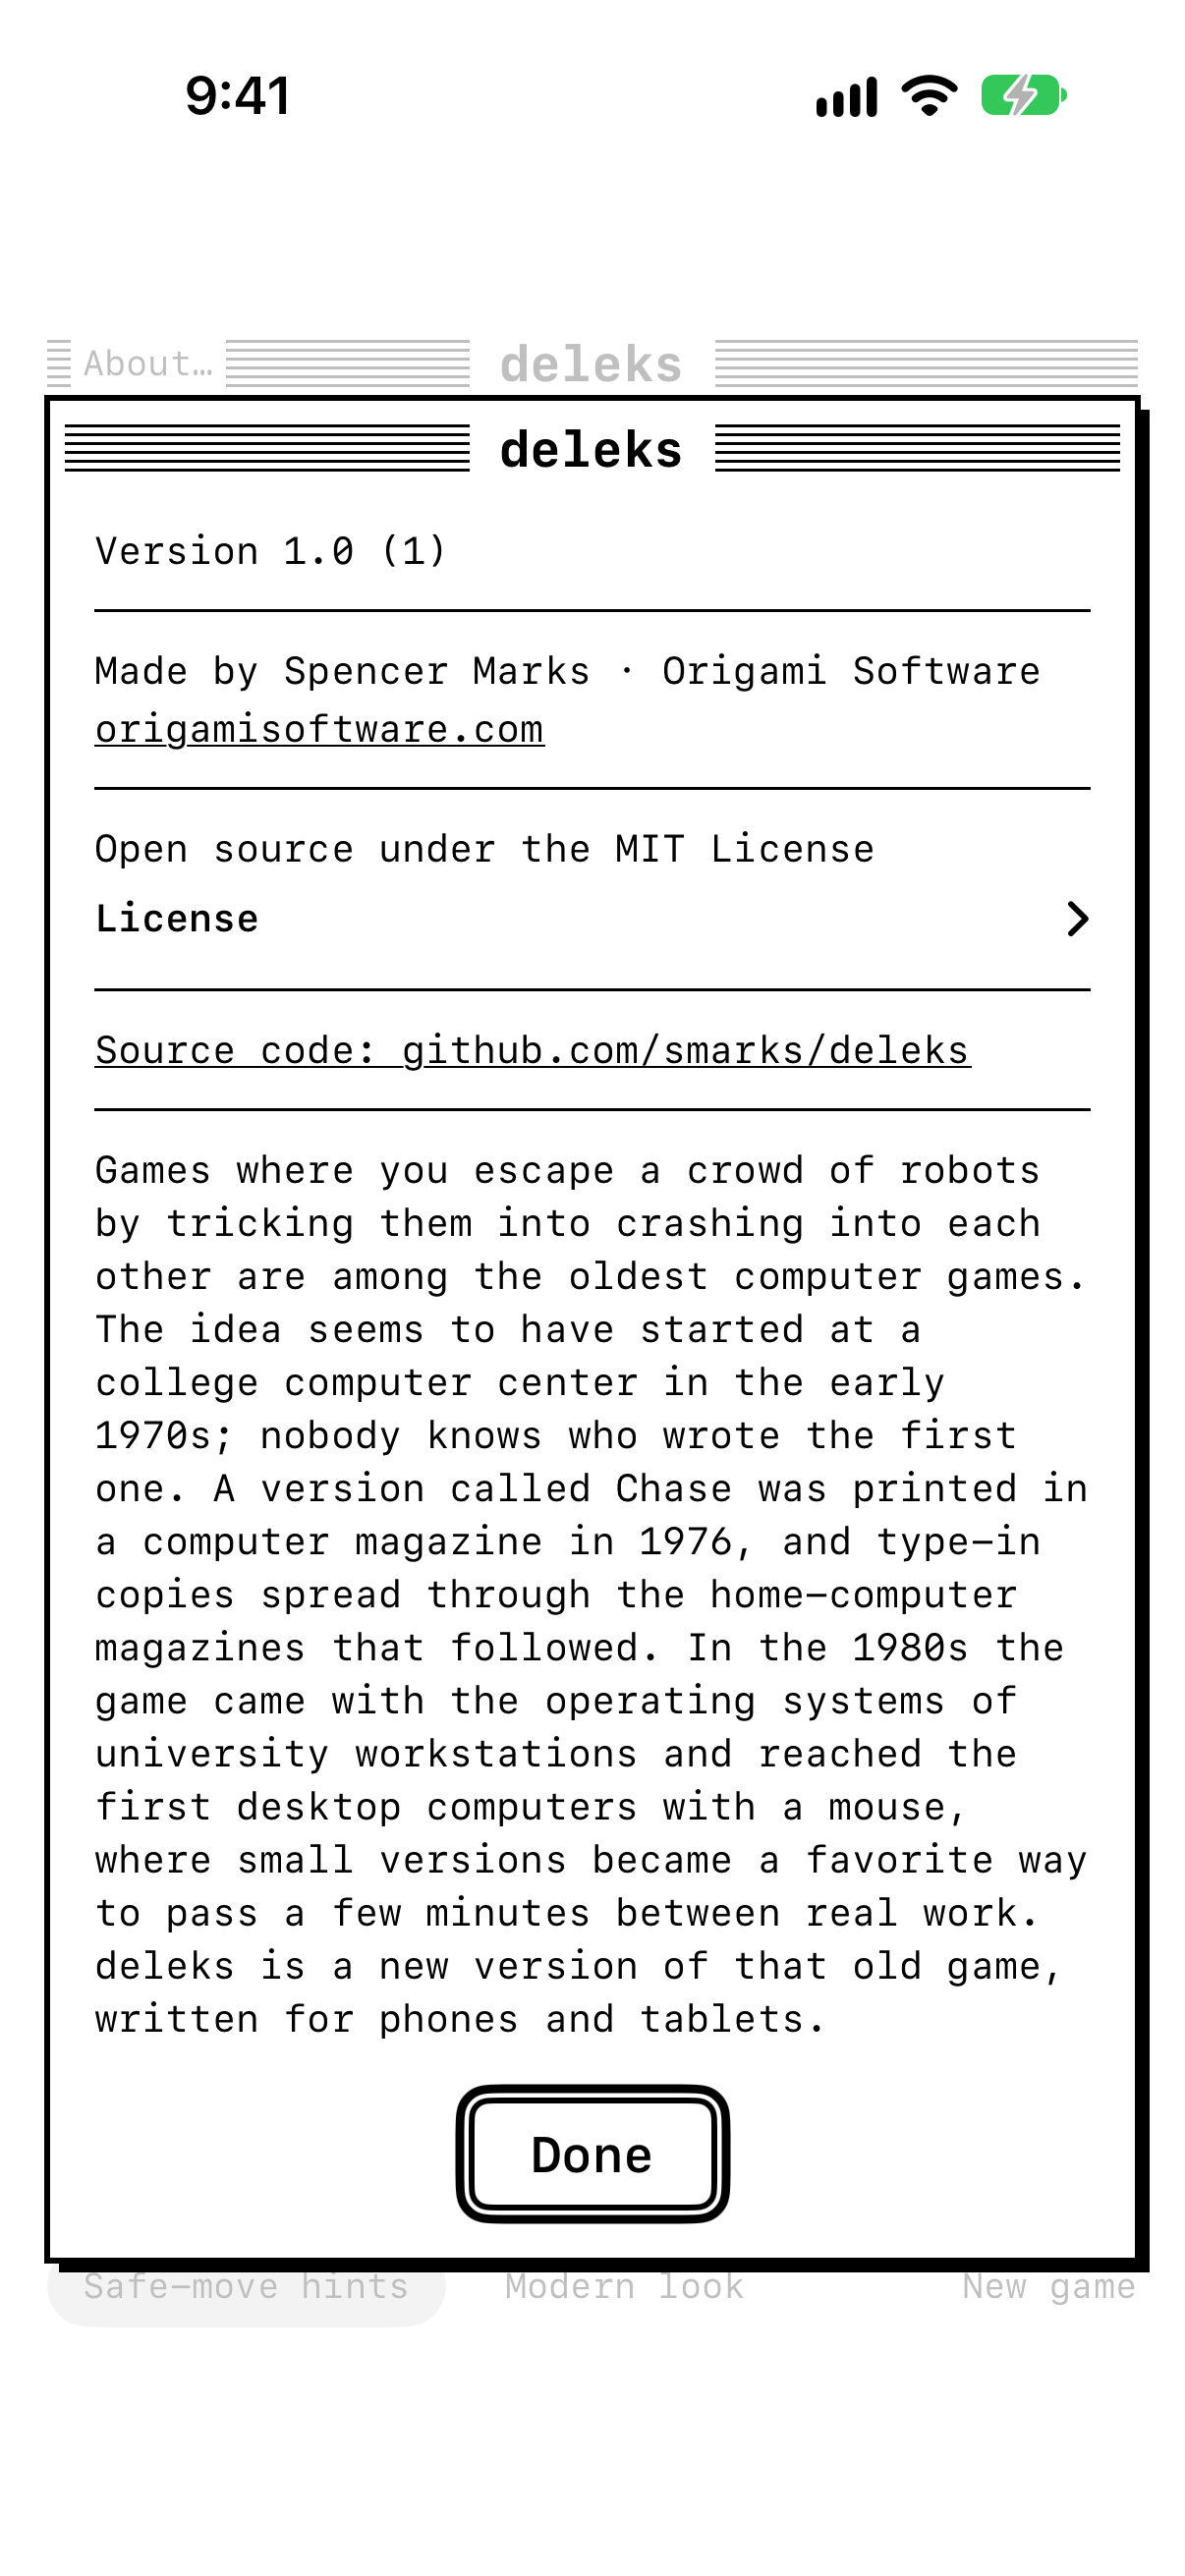 9:41
About…
deleks
deleks
Version 1.0 (1)
Made by Spencer Marks · Origami Software
origamisoftware.com
Open source under the MIT License
License
Source code: github.com/smarks/deleks
Games where you escape a crowd of robots
by tricking them into crashing into each
other are among the oldest computer games.
The idea seems to have started at a
college computer center in the early
1970s; nobody knows who wrote the first
one. A version called Chase was printed in
a computer magazine in 1976, and type-in
copies spread through the home-computer
magazines that followed. In the 1980s the
game came with the operating systems of
university workstations and reached the
first desktop computers with a mouse,
where small versions became a favorite way
to pass a few minutes between real work.
deleks is a new version of that old game,
written for phones and tablets.
Done
Safe-move hints
Modern look
New game